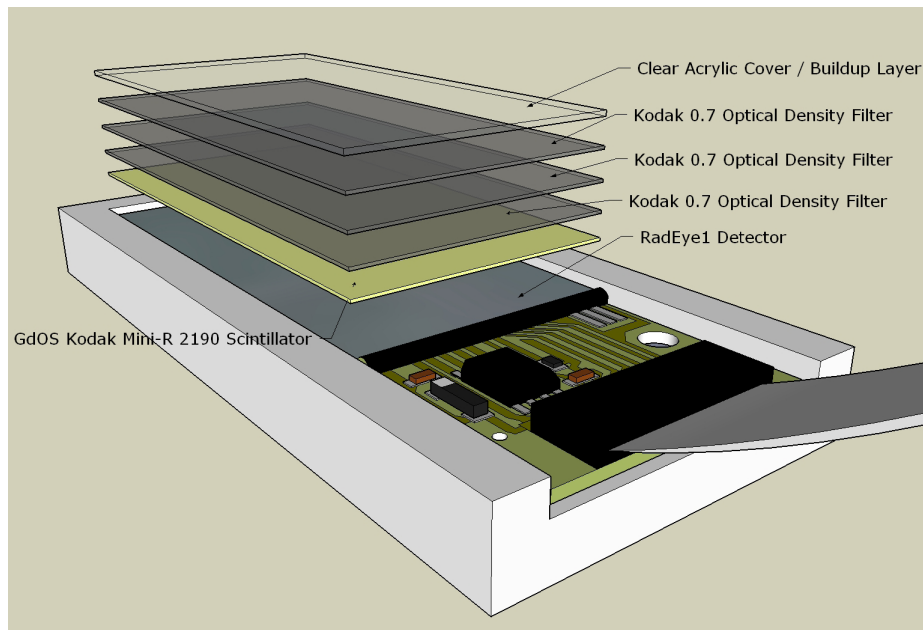 Clear Acrylic Cover / Buildup Layer
Kodak 0.7 Optical Density Filter
Kodak 0.7 Optical Density Filter
Kodak 0.7 Optical Density Filter
RadEye1 Detector
GdOS Kodak Mini-R 2190 Scintillator